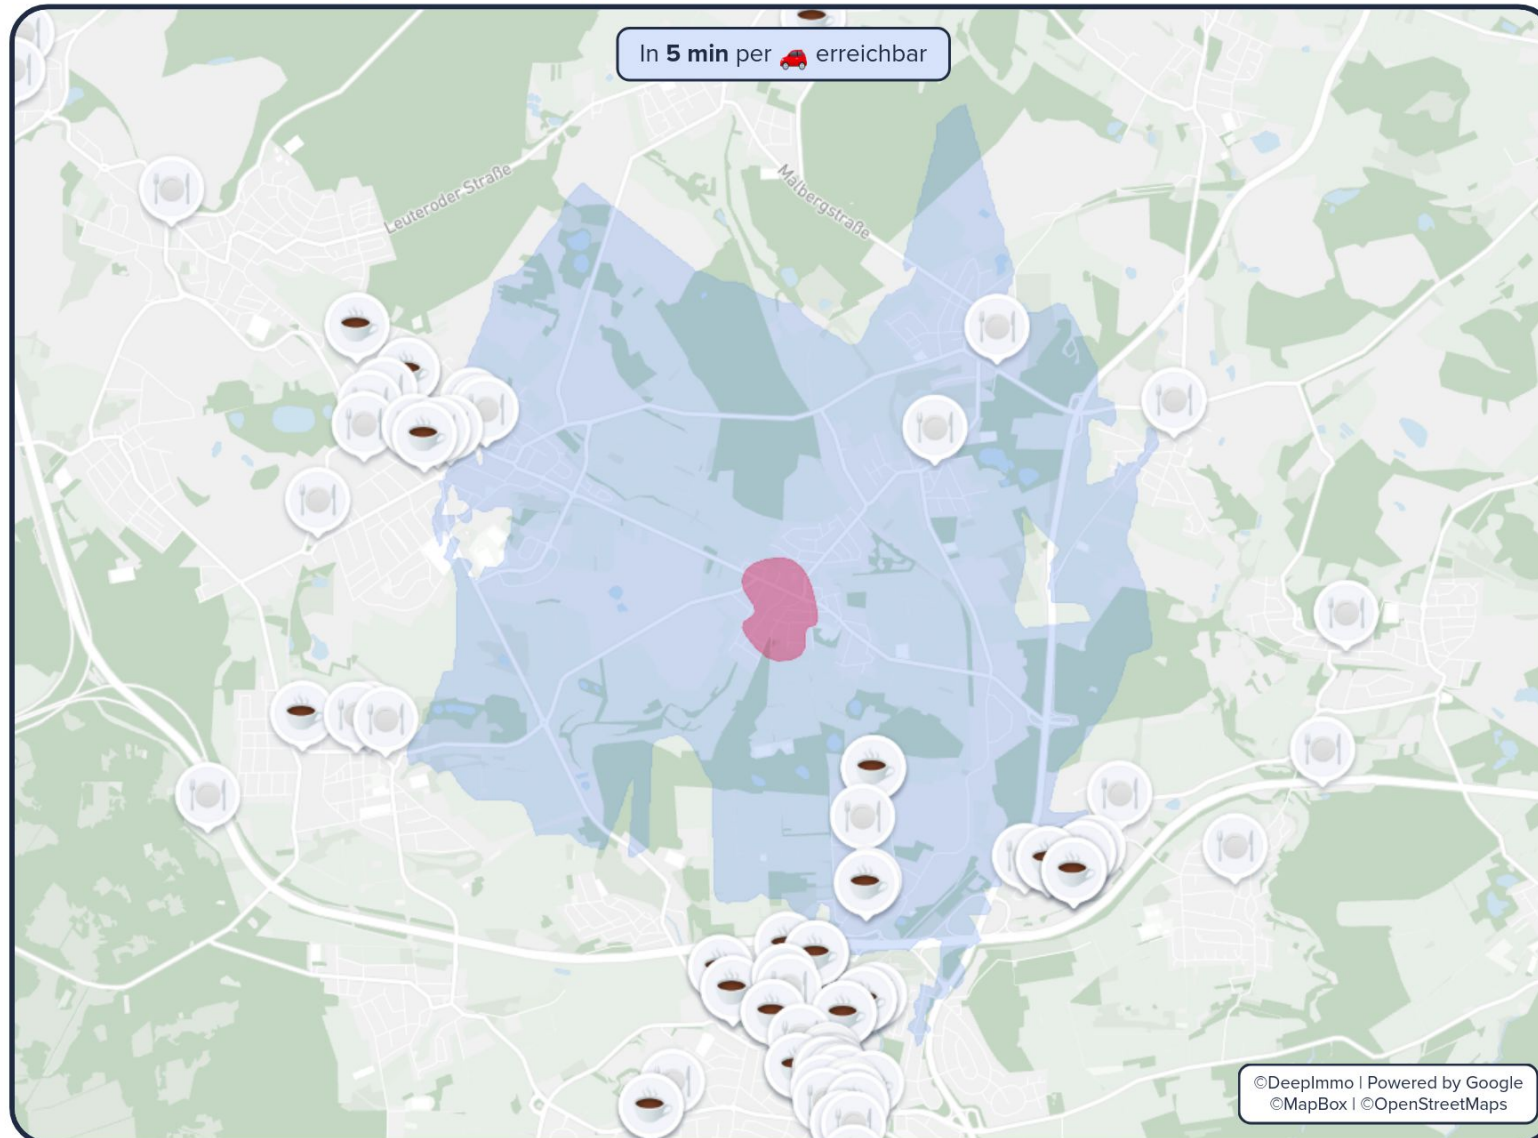 In 5 min per erreichbar
Leuteroder Straße
Malbergstraße
©DeepImmo | Powered by Google
©MapBox | ©OpenStreetMaps